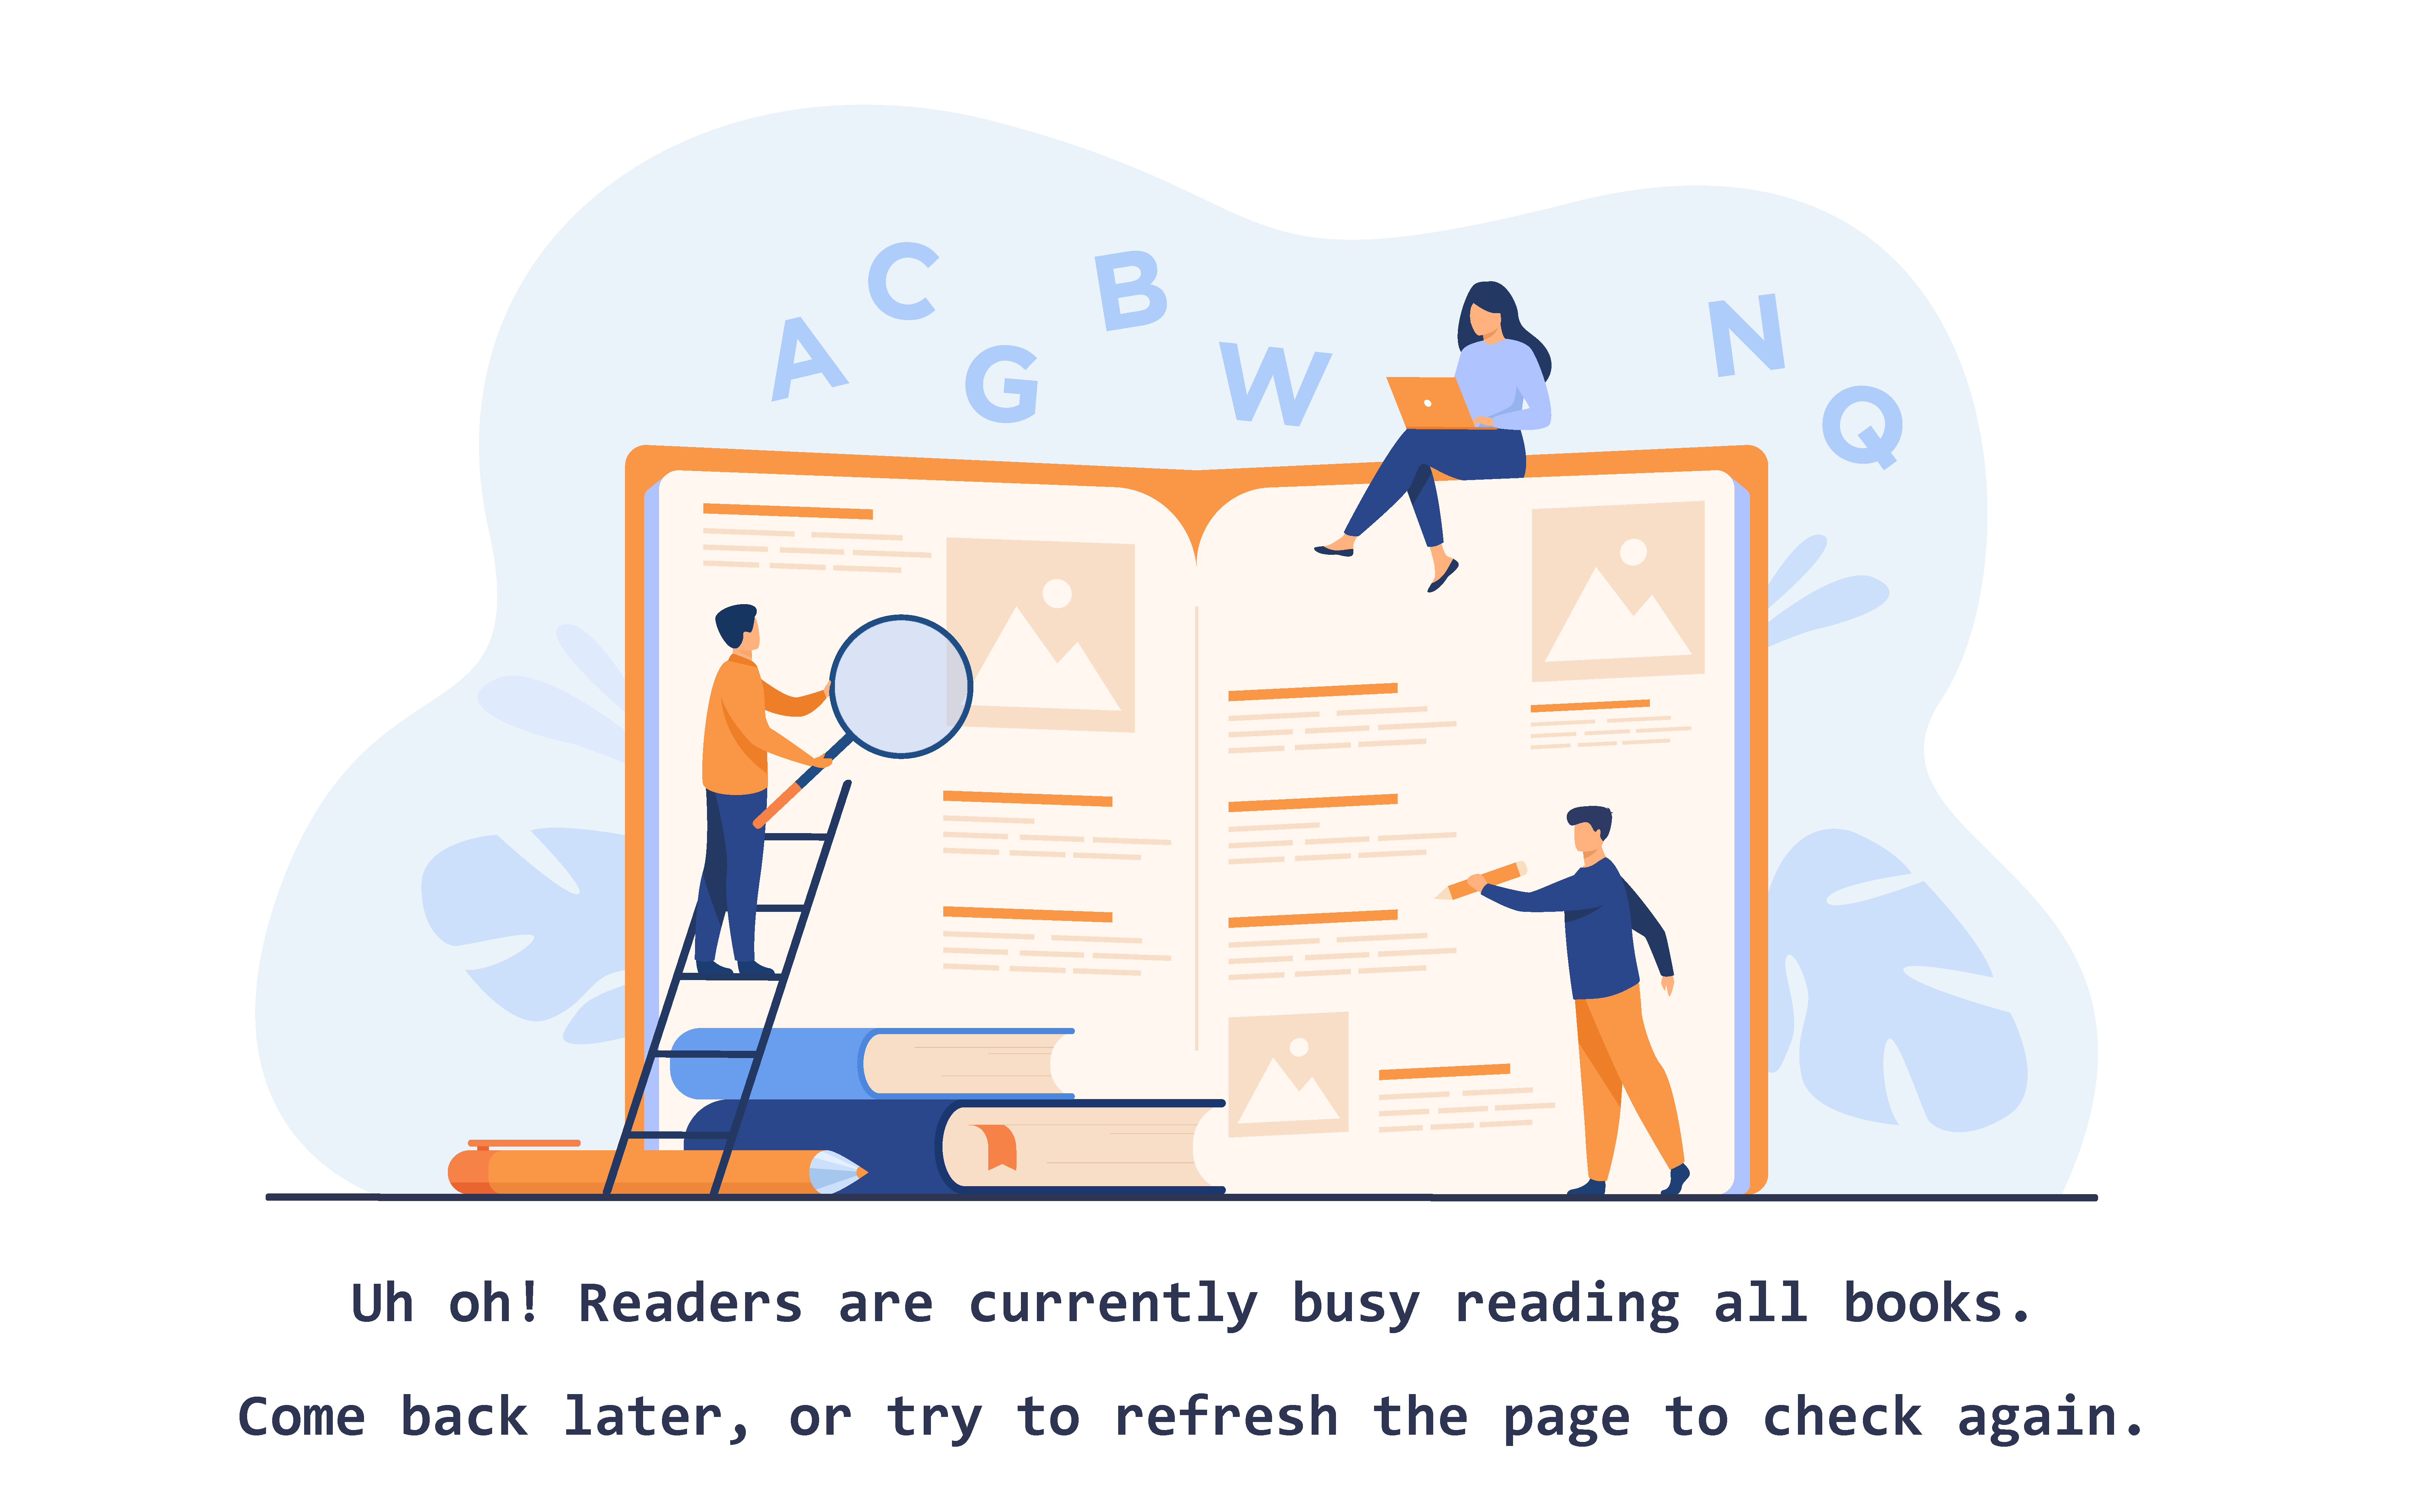 C
B
A
G
W
N
Q
Uh oh! Readers are currently busy reading all books.
Come back later, or try to refresh the page to check again.